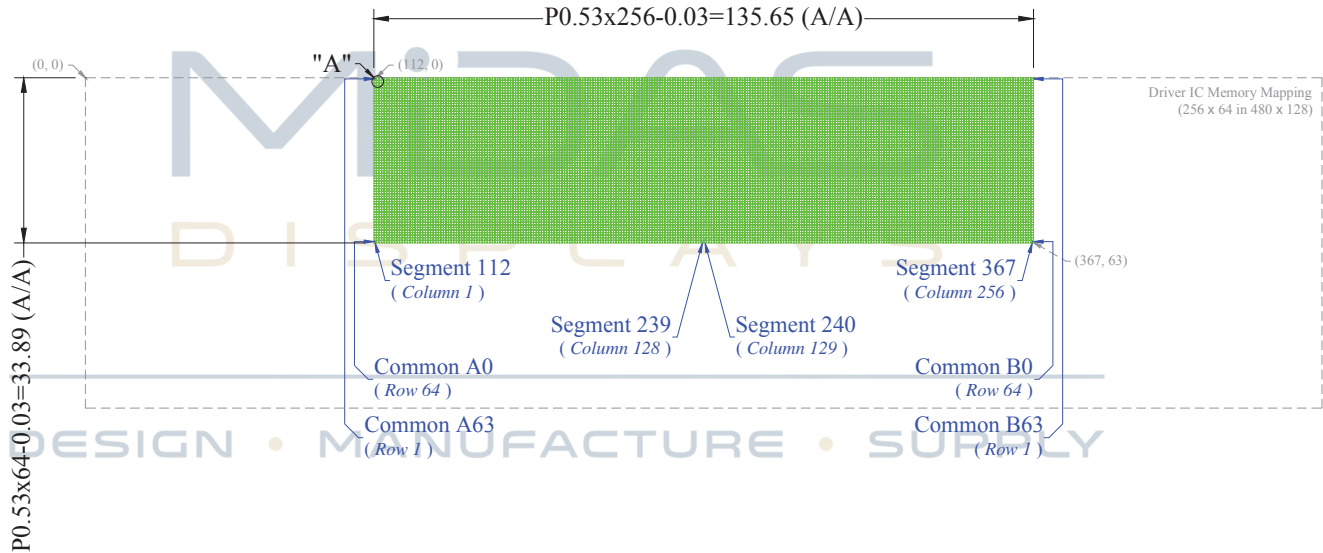 P0.53x256-0.03=135.65 (A/A)
MiDAS
(0, 0)
"A"
(112, 0)
Driver IC Memory Mapping
(256 x 64 in 480 x 128)
DISPLAYS
P0.53x64-0.03=33.89 (A/A)
Segment 112
( Column 1 )
Segment 367
( Column 256 )
(367, 63)
Segment 239
( Column 128 )
Segment 240
( Column 129 )
Common A0
( Row 64 )
Common B0
( Row 64 )
Common A63
( Row 1 )
Common B63
( Row 1 )
DESIGN • MANUFACTURE • SUPPLY